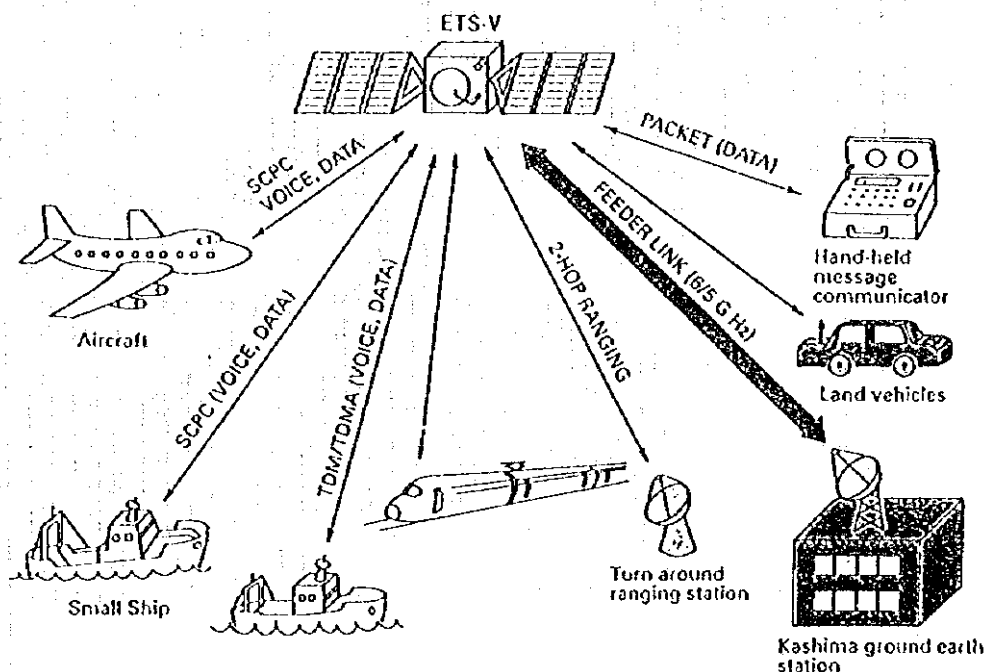 ETS-V
SCPC
VOICE, DATA
PACKET (DATA)
SCPC (VOICE, DATA)
TDM/TDMA (VOICE, DATA)
2-HOP RANGING
FEEDER LINK (6/5 G Hz)
Hand-held
message
communicator
Aircraft
Land vehicles
Small Ship
Turn around
ranging station
Kashima ground earth
station